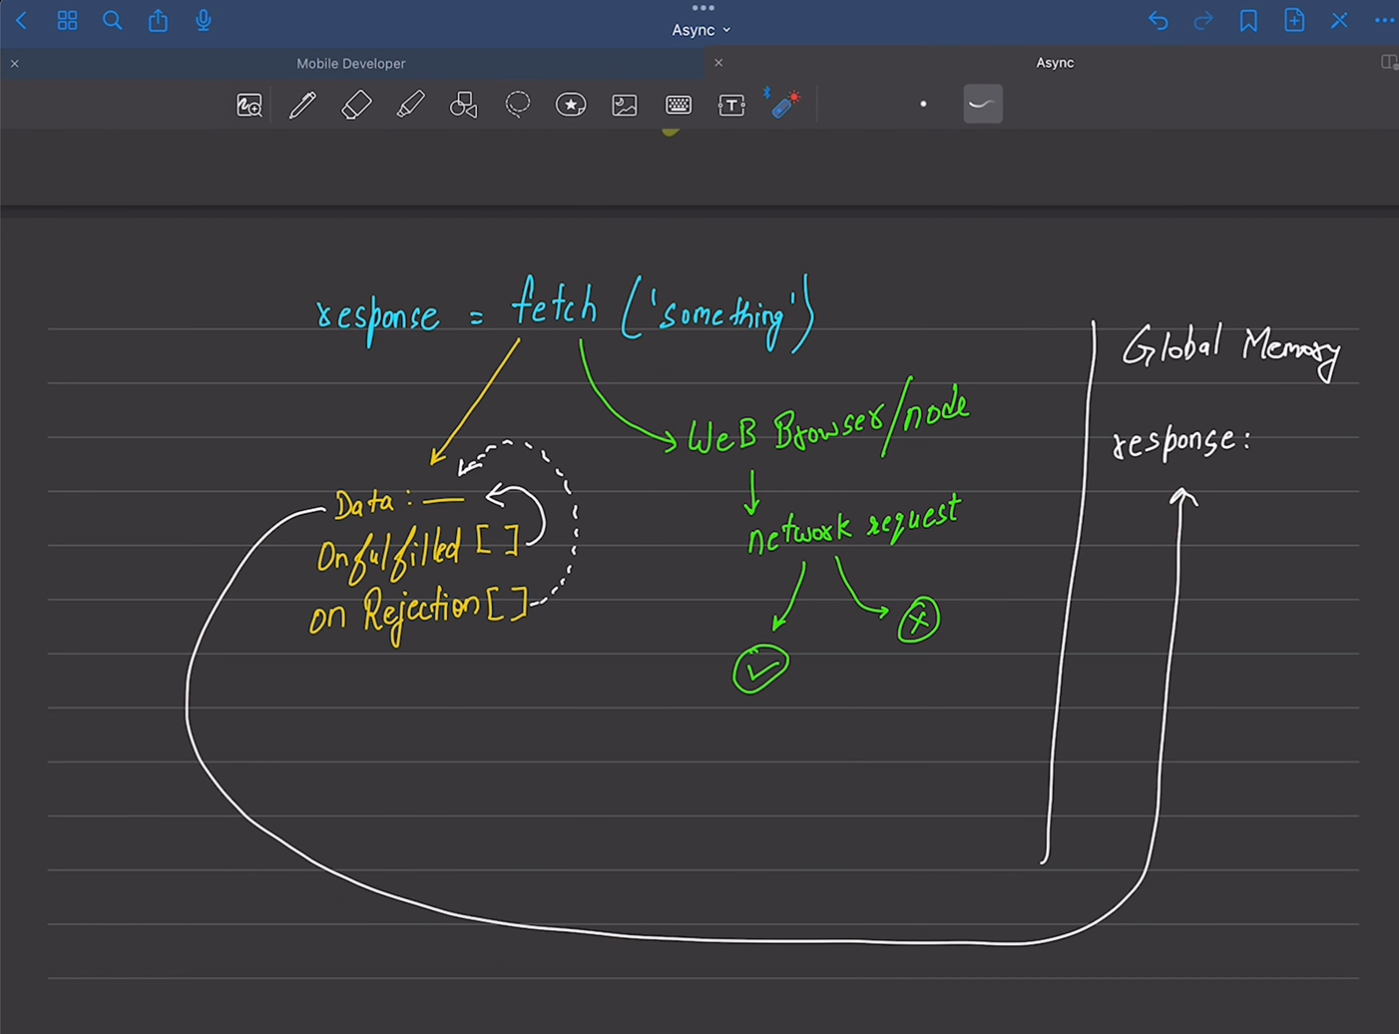 Async
Mobile Developer
Async
T
response = fetch ('something')
Global Memory
WeB Browser/node
response:
Data: —
network request
Onfulfilled [ ]
on Rejection [ ]